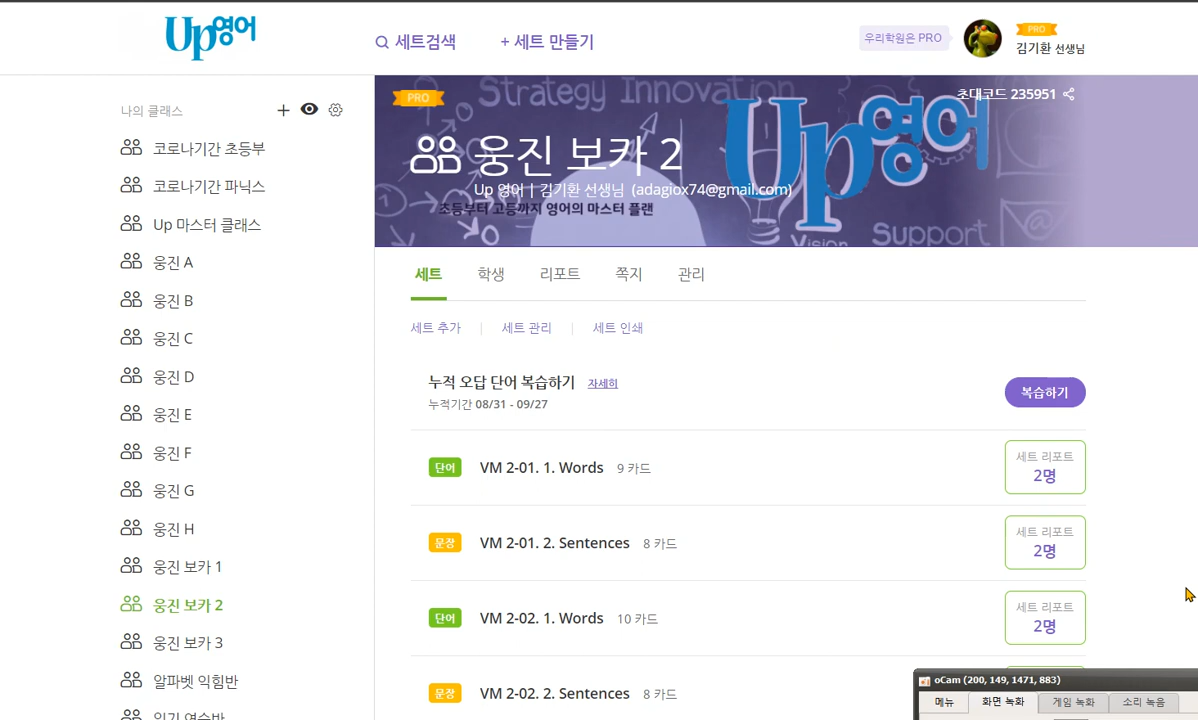 Up영어
세트검색
+ 세트 만들기
우리학원은 PRO
PRO
김기환 선생님
나의 클래스
코로나기간 초등부
코로나기간 파닉스
Up 마스터 클래스
웅진 A
웅진 B
웅진 C
웅진 D
웅진 E
웅진 F
웅진 G
웅진 H
웅진 보카 1
웅진 보카 2
웅진 보카 3
알파벳 익힘반
읽기 연습반
PRO
Strategy Innovation
초대코드 235951
웅진 보카 2
Up영어
Up 영어 | 김기환 선생님 (adagiox74@gmail.com)
초등부터 고등까지 영어의 마스터 플랜
Vision
Support
세트 학생 리포트 쪽지 관리
세트 추가 | 세트 관리 | 세트 인쇄
누적 오답 단어 복습하기 자세히
누적기간 08/31 - 09/27
복습하기
단어 VM 2-01. 1. Words 9 카드
세트 리포트
2명
문장 VM 2-01. 2. Sentences 8 카드
세트 리포트
2명
단어 VM 2-02. 1. Words 10 카드
세트 리포트
2명
문장 VM 2-02. 2. Sentences 8 카드
oCam (200, 149, 1471, 883)
메뉴 화면 녹화 게임 녹화 소리 녹음